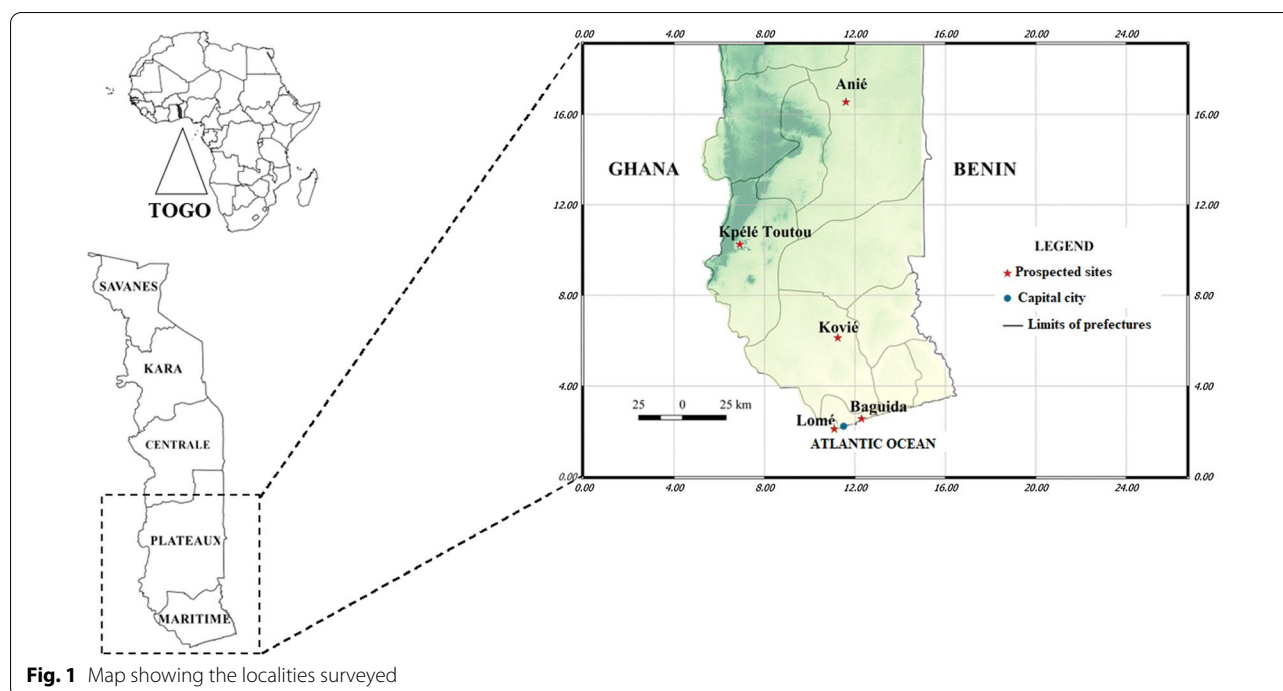 TOGO
SAVANES
KARA
CENTRALE
PLATEAUX
MARITIME
0.00 4.00 8.00 12.00 16.00 20.00 24.00
16.00 16.00
12.00 12.00
8.00 8.00
4.00 4.00
0.00 0.00
0.00 4.00 8.00 12.00 16.00 20.00 24.00
Anié
GHANA
BENIN
Kpélé Toutou
Kovié
Lomé
Baguida
ATLANTIC OCEAN
25 0 25 km
LEGEND
Prospected sites
Capital city
Limits of prefectures
Fig. 1 Map showing the localities surveyed